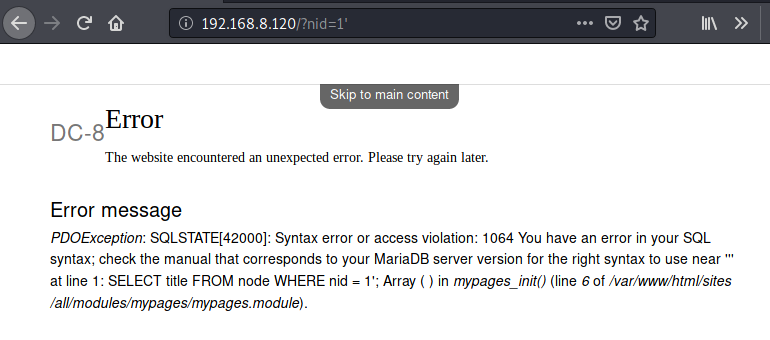 192.168.8.120/?nid=1'
Skip to main content
DC-8
Error
The website encountered an unexpected error. Please try again later.
Error message
PDOException: SQLSTATE[42000]: Syntax error or access violation: 1064 You have an error in your SQL
syntax; check the manual that corresponds to your MariaDB server version for the right syntax to use near '''
at line 1: SELECT title FROM node WHERE nid = 1'; Array ( ) in mypages_init() (line 6 of /var/www/html/sites
/all/modules/mypages/mypages.module).